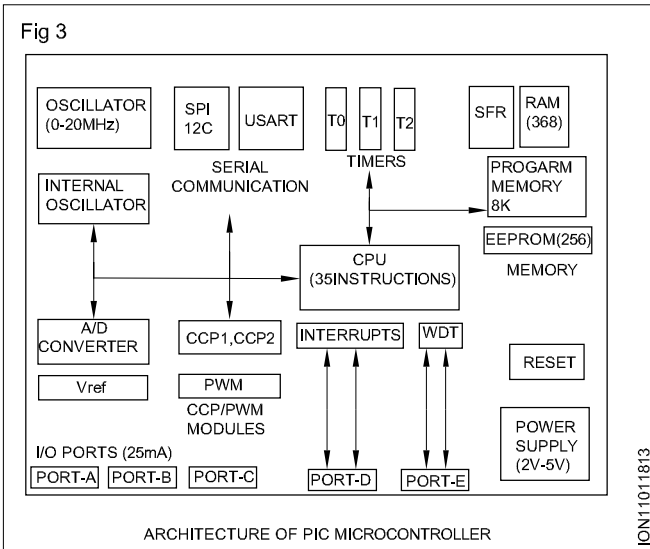 Fig 3
OSCILLATOR
(0-20MHz)
SPI
12C
USART
SERIAL
COMMUNICATION
T0
T1
T2
TIMERS
SFR
RAM
(368)
PROGARM
MEMORY
8K
EEPROM(256)
MEMORY
INTERNAL
OSCILLATOR
CPU
(35INSTRUCTIONS)
A/D
CONVERTER
Vref
CCP1,CCP2
PWM
CCP/PWM
MODULES
INTERRUPTS
WDT
RESET
POWER
SUPPLY
(2V-5V)
I/O PORTS (25mA)
PORT-A
PORT-B
PORT-C
PORT-D
PORT-E
ARCHITECTURE OF PIC MICROCONTROLLER
ION11011813